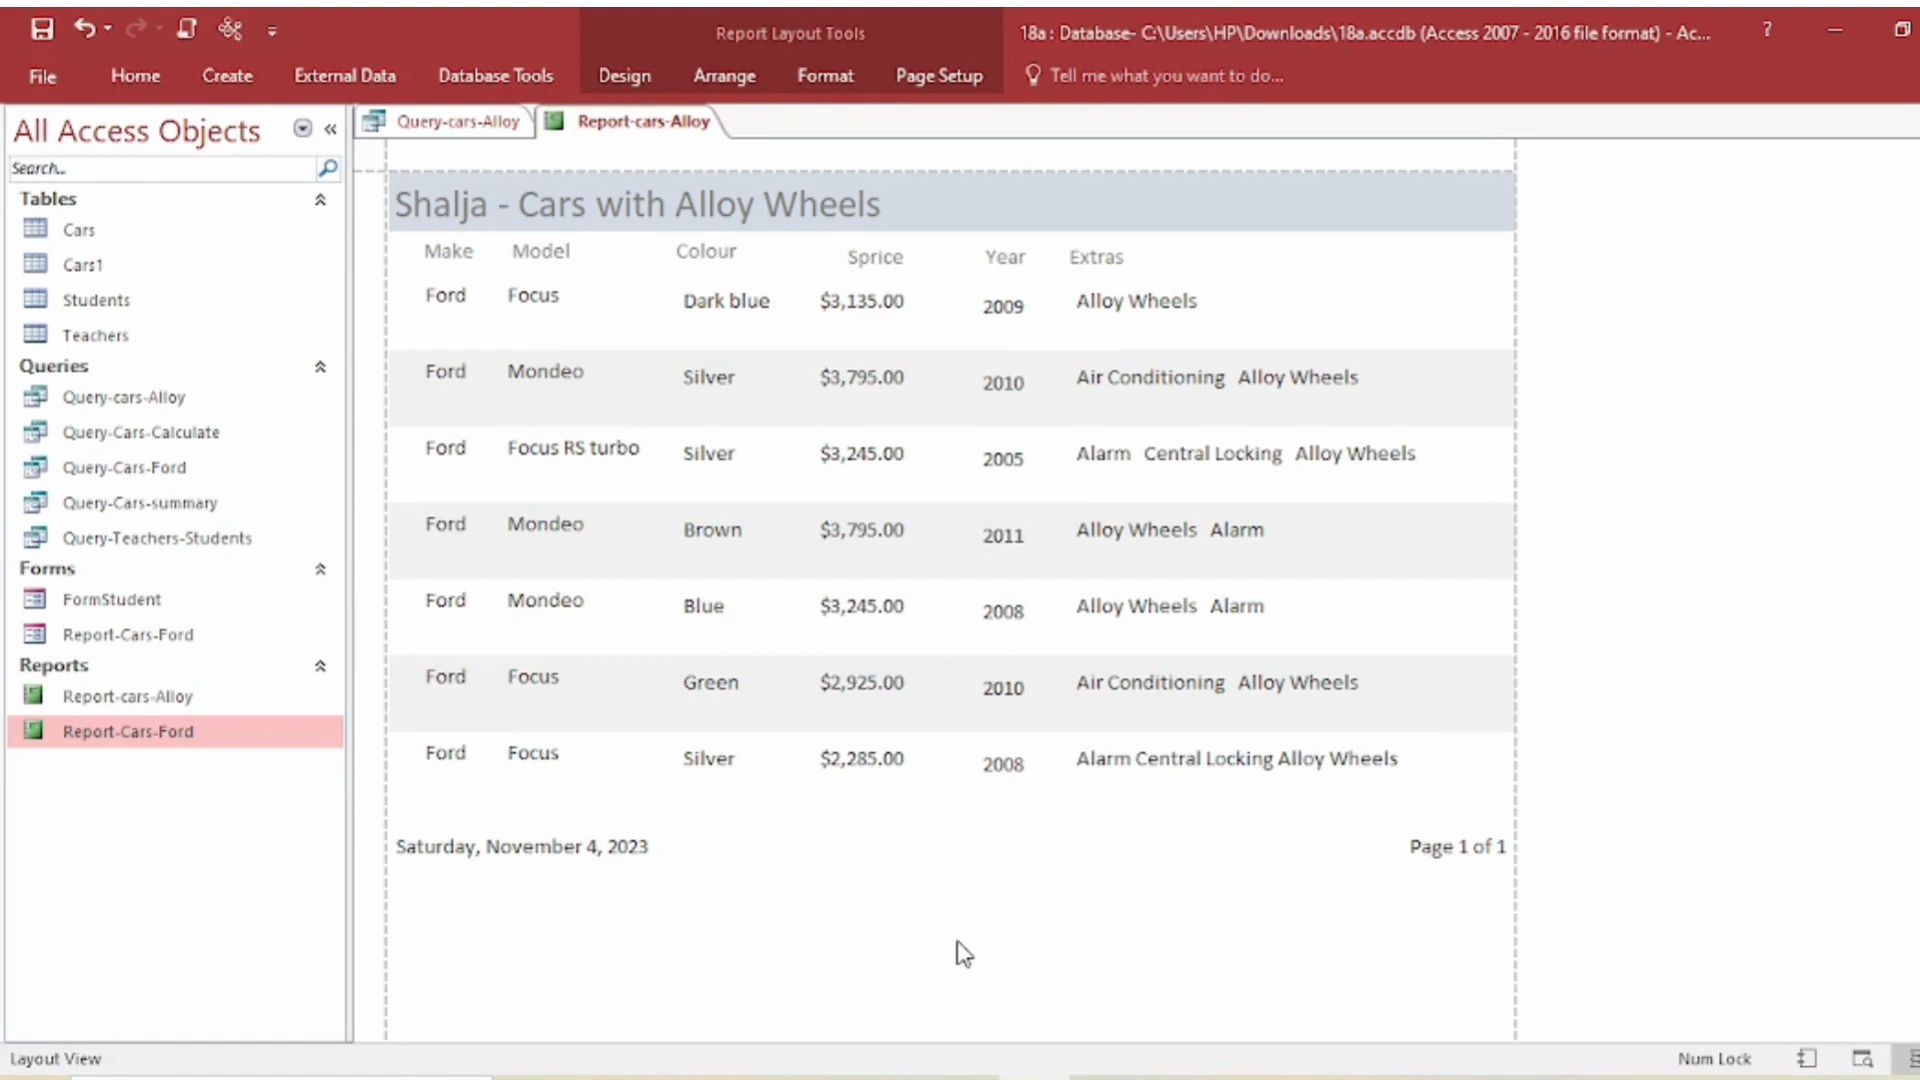 Report Layout Tools
18a : Database- C:\Users\HP\Downloads\18a.accdb (Access 2007 - 2016 file format) - Ac...
?
File Home Create External Data Database Tools Design Arrange Format Page Setup Tell me what you want to do...
All Access Objects
Search...
Tables
Cars
Cars1
Students
Teachers
Queries
Query-cars-Alloy
Query-Cars-Calculate
Query-Cars-Ford
Query-Cars-summary
Query-Teachers-Students
Forms
FormStudent
Report-Cars-Ford
Reports
Report-cars-Alloy
Report-Cars-Ford
Query-cars-Alloy Report-cars-Alloy
Shalja - Cars with Alloy Wheels
Make Model Colour Sprice Year Extras
Ford Focus Dark blue $3,135.00 2009 Alloy Wheels
Ford Mondeo Silver $3,795.00 2010 Air Conditioning Alloy Wheels
Ford Focus RS turbo Silver $3,245.00 2005 Alarm Central Locking Alloy Wheels
Ford Mondeo Brown $3,795.00 2011 Alloy Wheels Alarm
Ford Mondeo Blue $3,245.00 2008 Alloy Wheels Alarm
Ford Focus Green $2,925.00 2010 Air Conditioning Alloy Wheels
Ford Focus Silver $2,285.00 2008 Alarm Central Locking Alloy Wheels
Saturday, November 4, 2023 Page 1 of 1
Layout View Num Lock